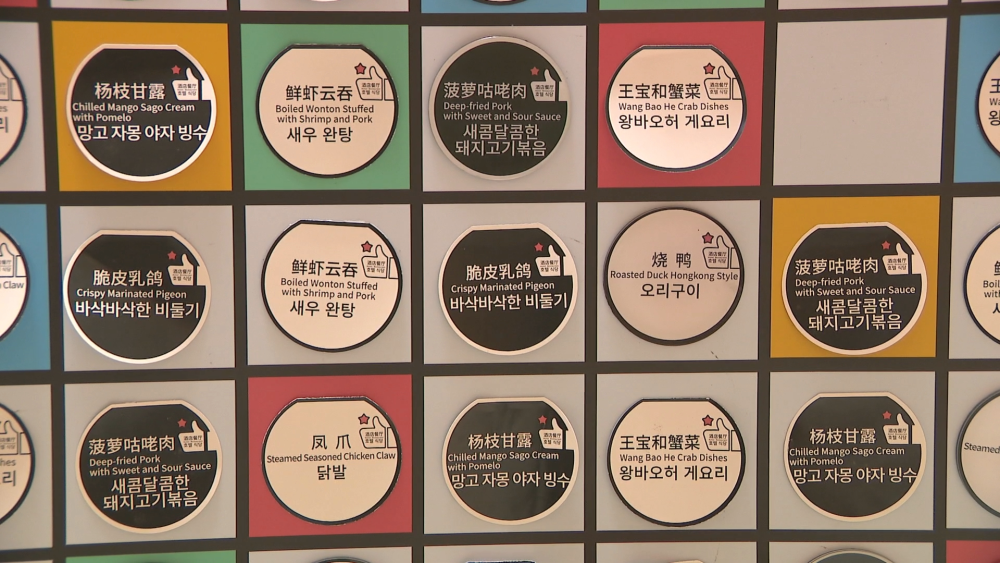 杨枝甘露
Chilled Mango Sago Cream
with Pomelo
망고 자몽 야자 빙수
鲜虾云吞
Boiled Wonton Stuffed
with Shrimp and Pork
새우 완탕
菠萝咕咾肉
Deep-fried Pork
with Sweet and Sour Sauce
새콤달콤한
돼지고기볶음
王宝和蟹菜
Wang Bao He Crab Dishes
왕바오허 게요리
脆皮乳鸽
Crispy Marinated Pigeon
바삭바삭한 비둘기
鲜虾云吞
Boiled Wonton Stuffed
with Shrimp and Pork
새우 완탕
脆皮乳鸽
Crispy Marinated Pigeon
바삭바삭한 비둘기
烧 鸭
Roasted Duck Hongkong Style
오리구이
菠萝咕咾肉
Deep-fried Pork
with Sweet and Sour Sauce
새콤달콤한
돼지고기볶음
菠萝咕咾肉
Deep-fried Pork
with Sweet and Sour Sauce
새콤달콤한
돼지고기볶음
凤 爪
Steamed Seasoned Chicken Claw
닭발
杨枝甘露
Chilled Mango Sago Cream
with Pomelo
망고 자몽 야자 빙수
王宝和蟹菜
Wang Bao He Crab Dishes
왕바오허 게요리
杨枝甘露
Chilled Mango Sago Cream
with Pomelo
망고 자몽 야자 빙수